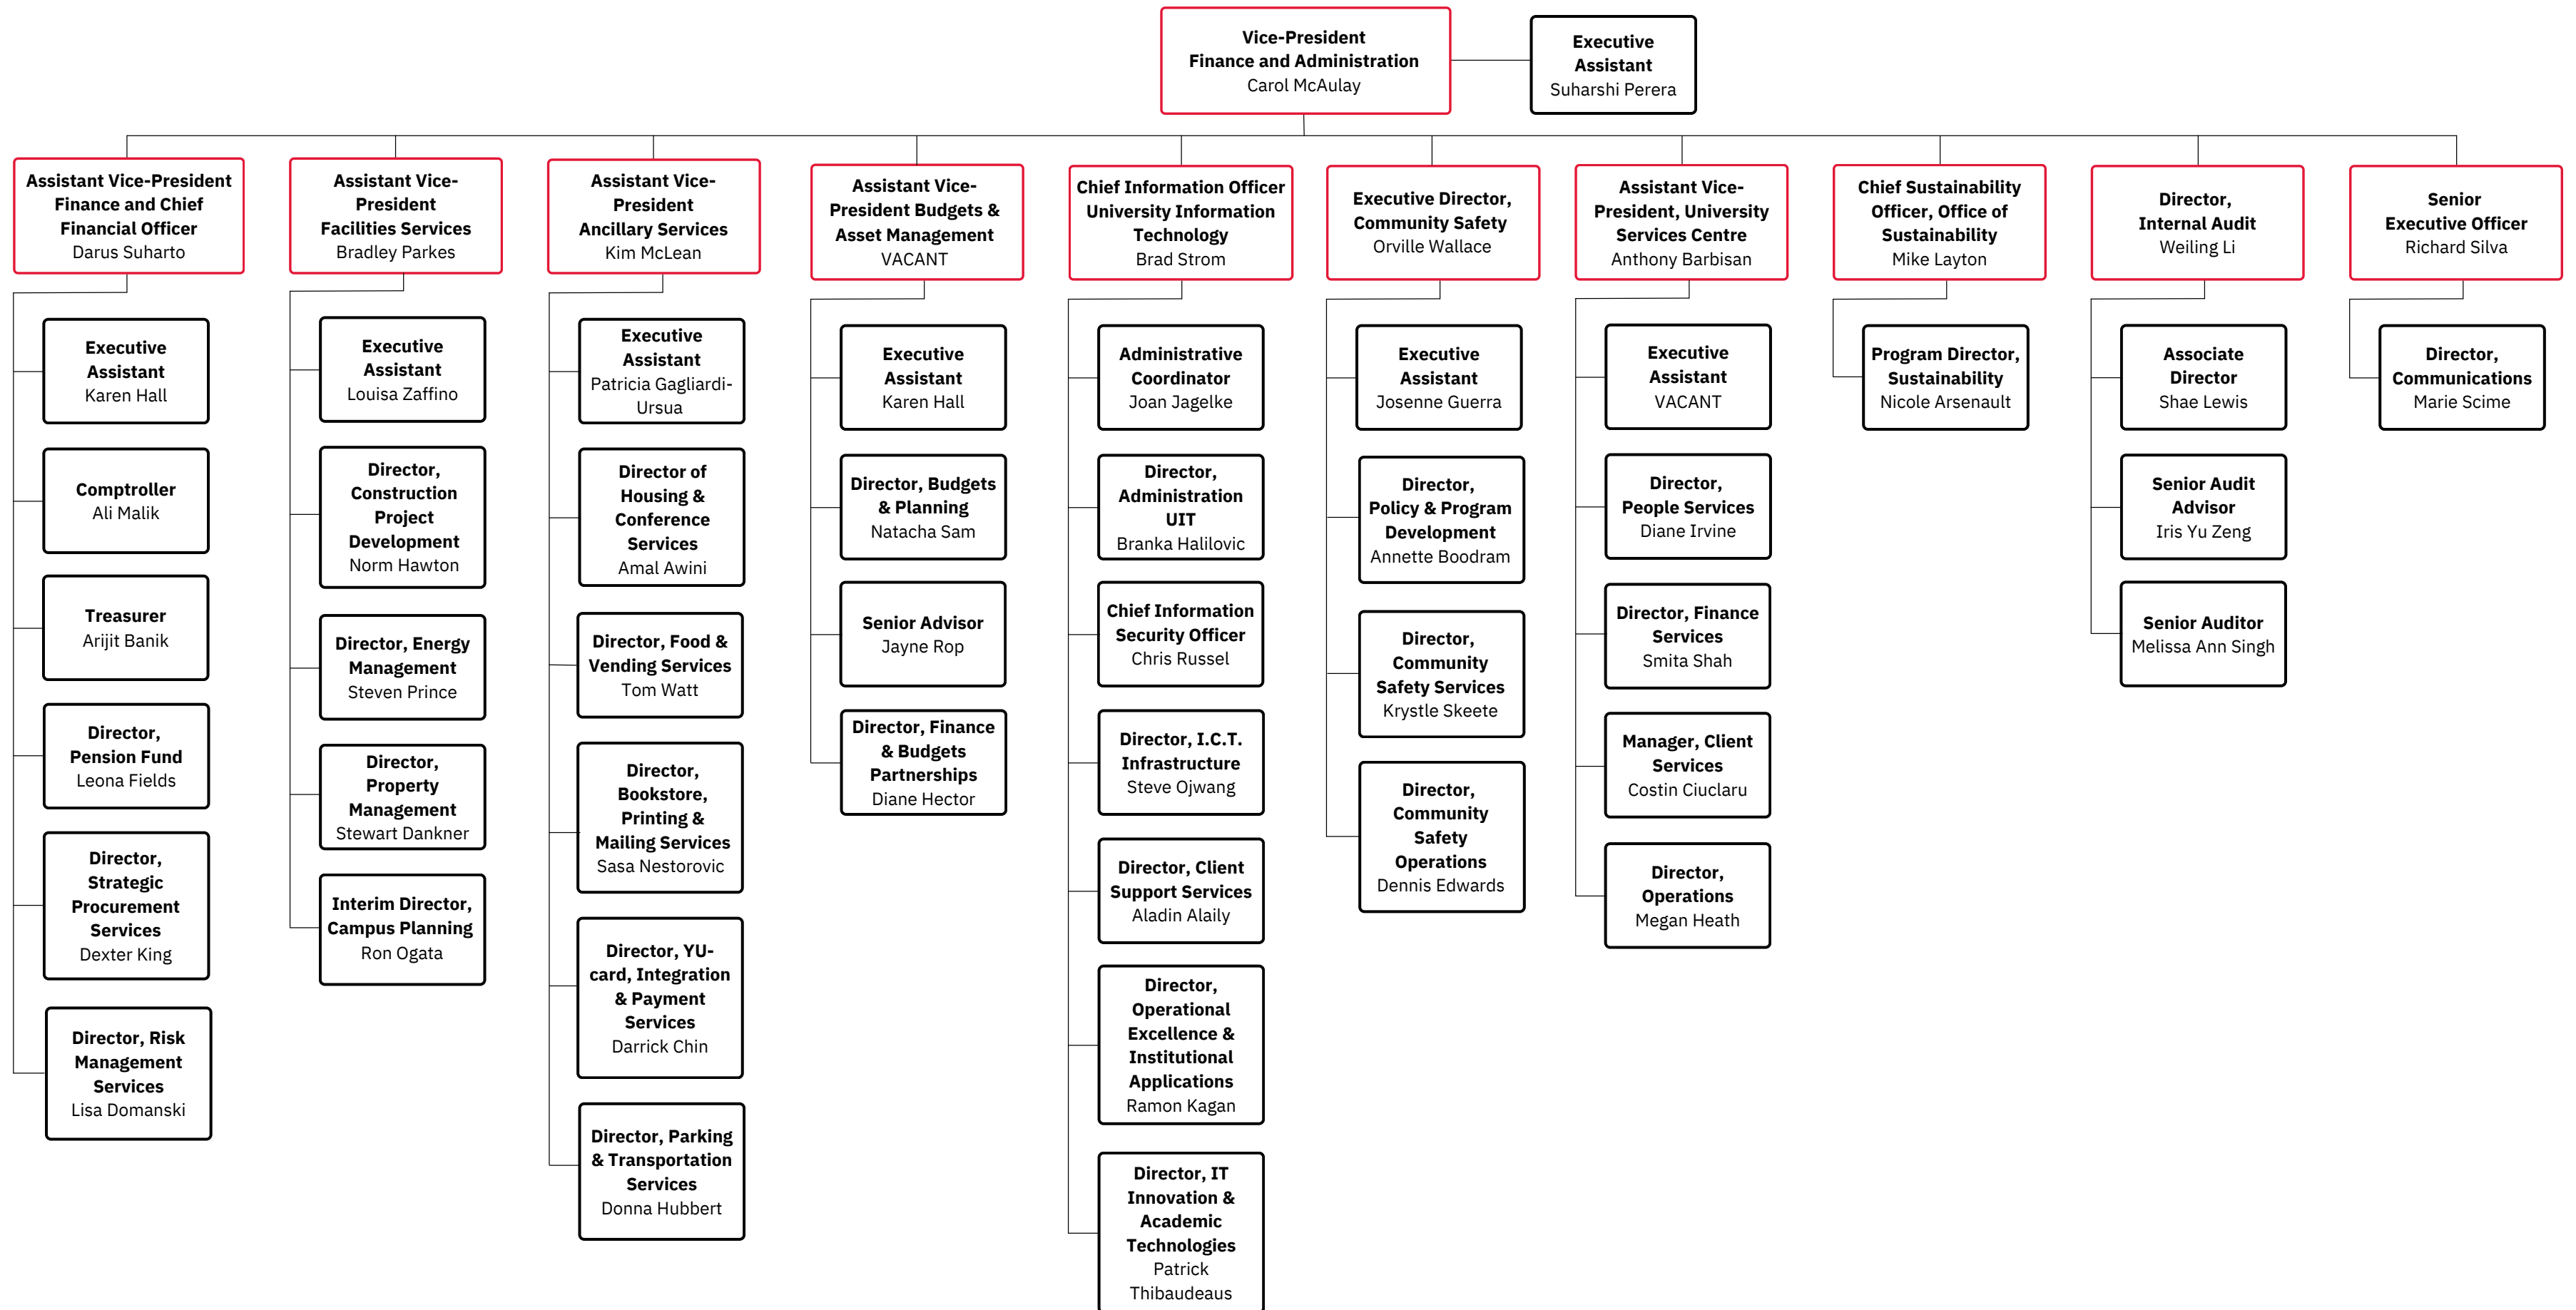 Vice-President
Finance and Administration
Carol McAulay
Executive
Assistant
Suharshi Perera
Assistant Vice-President
Finance and Chief
Financial Officer
Darus Suharto
Executive
Assistant
Karen Hall
Comptroller
Ali Malik
Treasurer
Arijit Banik
Director,
Pension Fund
Leona Fields
Director,
Strategic
Procurement
Services
Dexter King
Director, Risk
Management
Services
Lisa Domanski
Assistant Vice-
President
Facilities Services
Bradley Parkes
Executive
Assistant
Louisa Zaffino
Director,
Construction
Project
Development
Norm Hawton
Director, Energy
Management
Steven Prince
Director,
Property
Management
Stewart Dankner
Interim Director,
Campus Planning
Ron Ogata
Assistant Vice-
President
Ancillary Services
Kim McLean
Executive
Assistant
Patricia Gagliardi-
Ursua
Director of
Housing &
Conference
Services
Amal Awini
Director, Food &
Vending Services
Tom Watt
Director,
Bookstore,
Printing &
Mailing Services
Sasa Nestorovic
Director, YU-
card, Integration
& Payment
Services
Darrick Chin
Director, Parking
& Transportation
Services
Donna Hubbert
Assistant Vice-
President Budgets &
Asset Management
VACANT
Executive
Assistant
Karen Hall
Director, Budgets
& Planning
Natacha Sam
Senior Advisor
Jayne Rop
Director, Finance
& Budgets
Partnerships
Diane Hector
Chief Information Officer
University Information
Technology
Brad Strom
Administrative
Coordinator
Joan Jagelke
Director,
Administration
UIT
Branka Halilovic
Chief Information
Security Officer
Chris Russel
Director, I.C.T.
Infrastructure
Steve Ojwang
Director, Client
Support Services
Aladin Alaily
Director,
Operational
Excellence &
Institutional
Applications
Ramon Kagan
Director, IT
Innovation &
Academic
Technologies
Patrick
Thibaudeaus
Executive Director,
Community Safety
Orville Wallace
Executive
Assistant
Josenne Guerra
Director,
Policy & Program
Development
Annette Boodram
Director,
Community
Safety Services
Krystle Skeete
Director,
Community
Safety
Operations
Dennis Edwards
Assistant Vice-
President, University
Services Centre
Anthony Barbisan
Executive
Assistant
VACANT
Director,
People Services
Diane Irvine
Director, Finance
Services
Smita Shah
Manager, Client
Services
Costin Ciuclaru
Director,
Operations
Megan Heath
Chief Sustainability
Officer, Office of
Sustainability
Mike Layton
Program Director,
Sustainability
Nicole Arsenault
Director,
Internal Audit
Weiling Li
Associate
Director
Shae Lewis
Senior Audit
Advisor
Iris Yu Zeng
Senior Auditor
Melissa Ann Singh
Senior
Executive Officer
Richard Silva
Director,
Communications
Marie Scime